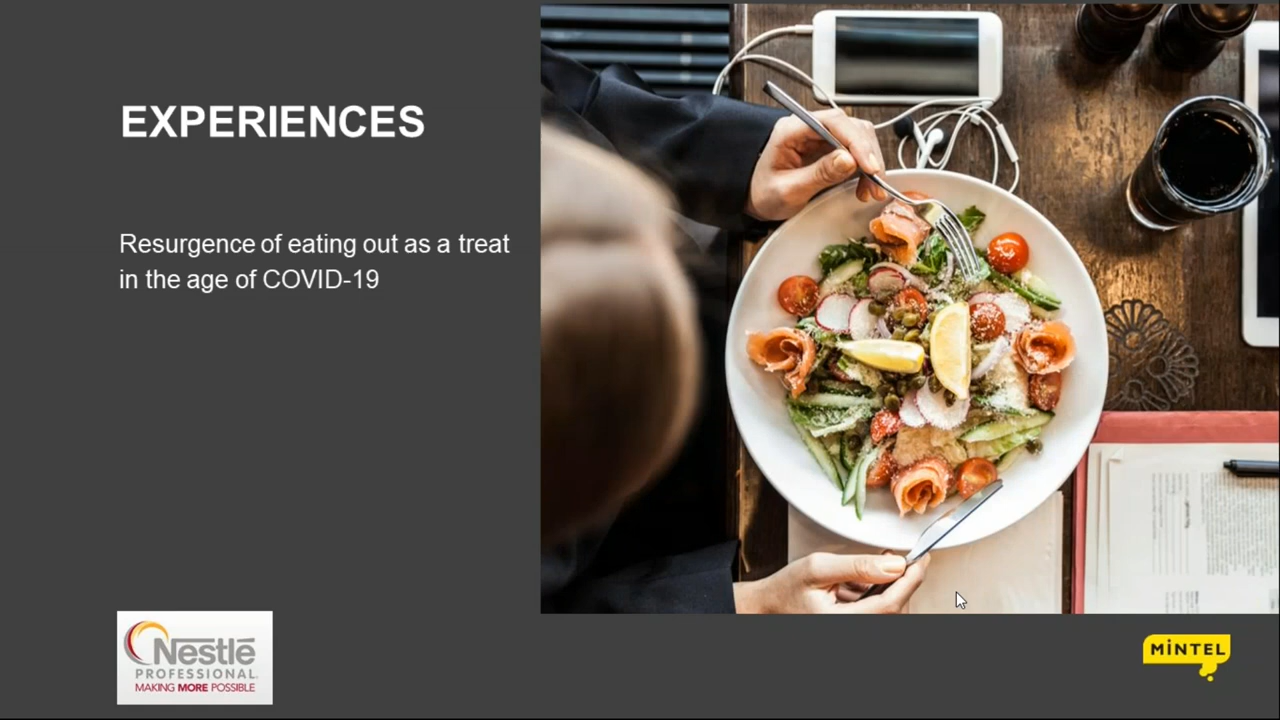 EXPERIENCES
Resurgence of eating out as a treat
in the age of COVID-19
Nestlé
PROFESSIONAL.
MAKING MORE POSSIBLE
MiNTEL